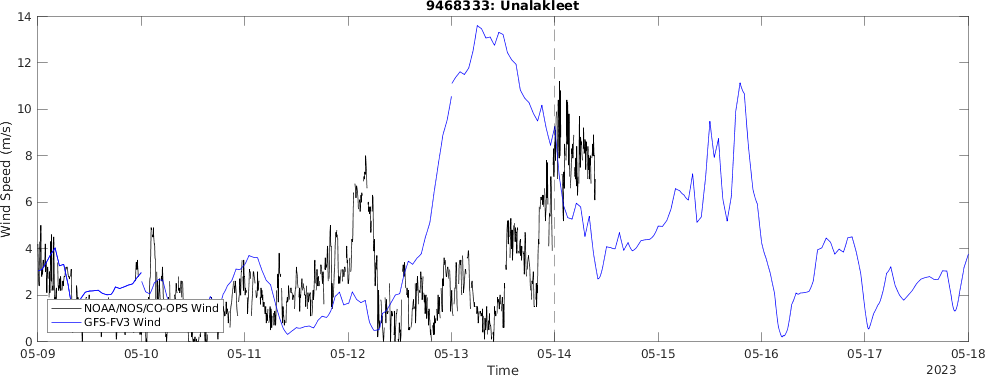 9468333: Unalakleet
Wind Speed (m/s)
14
12
10
8
6
4
2
0
NOAA/NOS/CO-OPS Wind
GFS-FV3 Wind
05-09 05-10 05-11 05-12 05-13 05-14 05-15 05-16 05-17 05-18
Time
2023